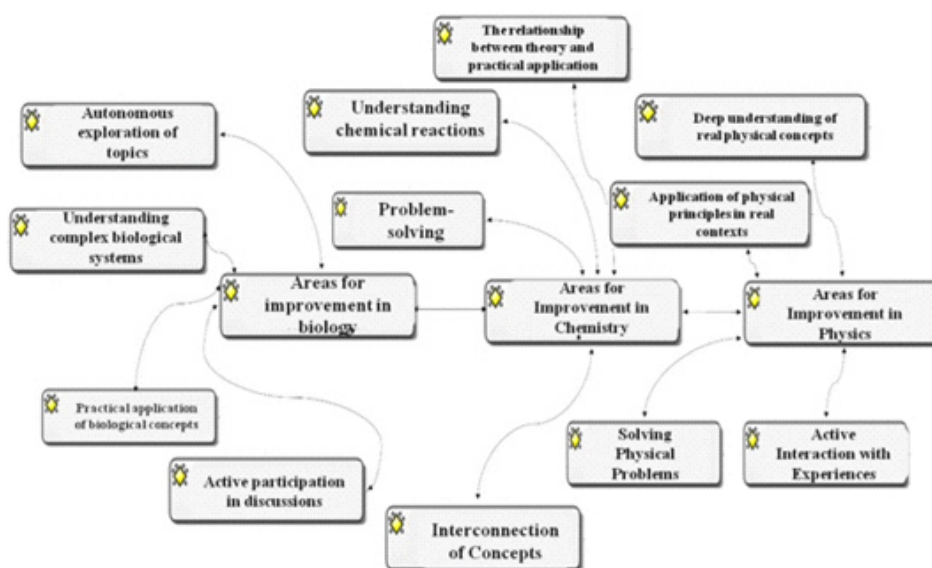 The relationship
between theory and
practical application
Autonomous
exploration of
topics
Understanding
chemical reactions
Deep understanding of
real physical concepts
Understanding
complex biological
systems
Problem-
solving
Application of physical
principles in real
contexts
Areas for
improvement in
biology
Areas for
Improvement in
Chemistry
Areas for
Improvement in
Physics
Practical application
of biological concepts
Active participation
in discussions
Interconnection
of Concepts
Solving
Physical
Problems
Active
Interaction with
Experiences